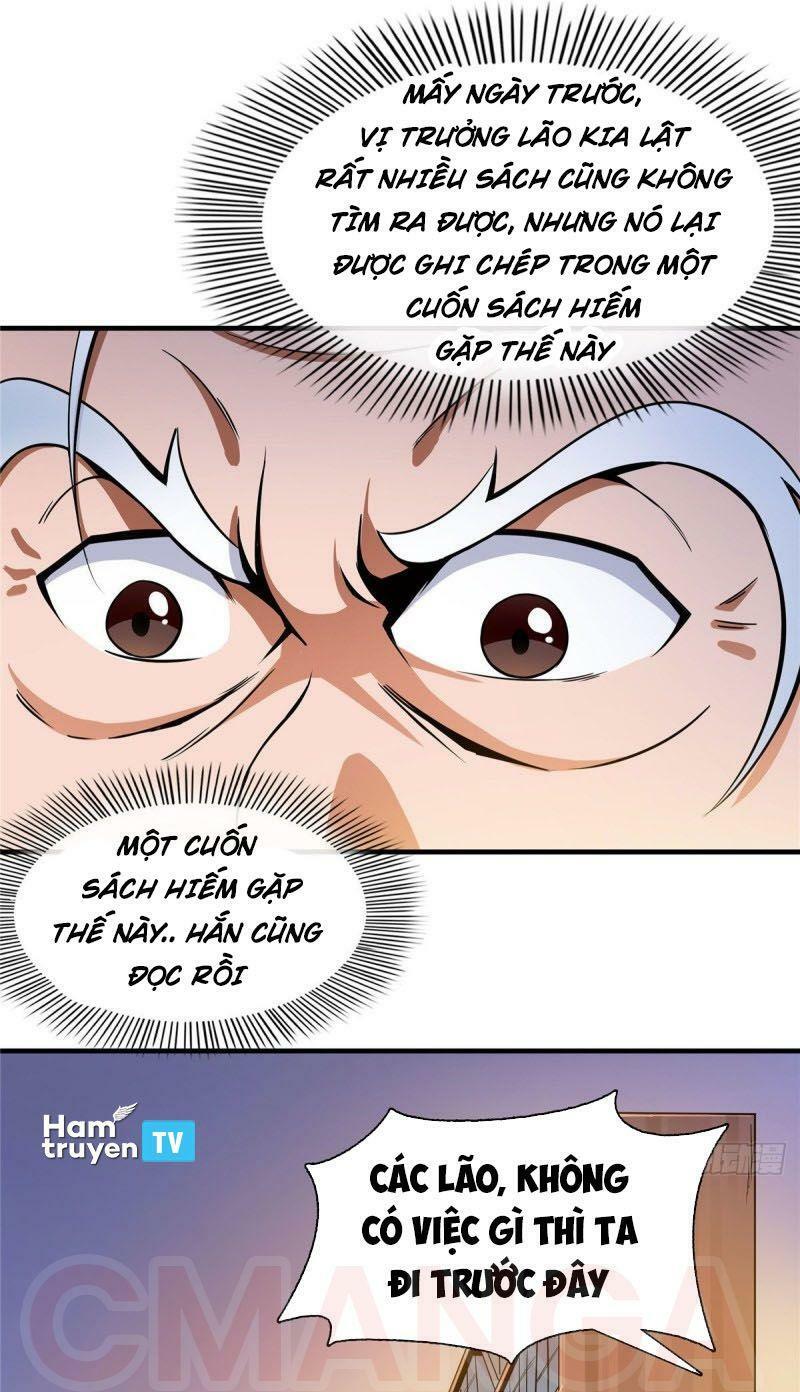 MẤY NGÀY TRƯỚC,
VỊ TRƯỞNG LÃO KIA LẬT
RẤT NHIỀU SÁCH CŨNG KHÔNG
TÌM RA ĐƯỢC, NHƯNG NÓ LẠI
ĐƯỢC GHI CHÉP TRONG MỘT
CUỐN SÁCH HIẾM
GẶP THẾ NÀY
MỘT CUỐN
SÁCH HIẾM GẶP
THẾ NÀY.. HẮN CŨNG
ĐỌC RỒI
Ham
truyen TV
CÁC LÃO, KHÔNG
CÓ VIỆC GÌ THÌ TA
ĐI TRƯỚC ĐÂY
CMANGA